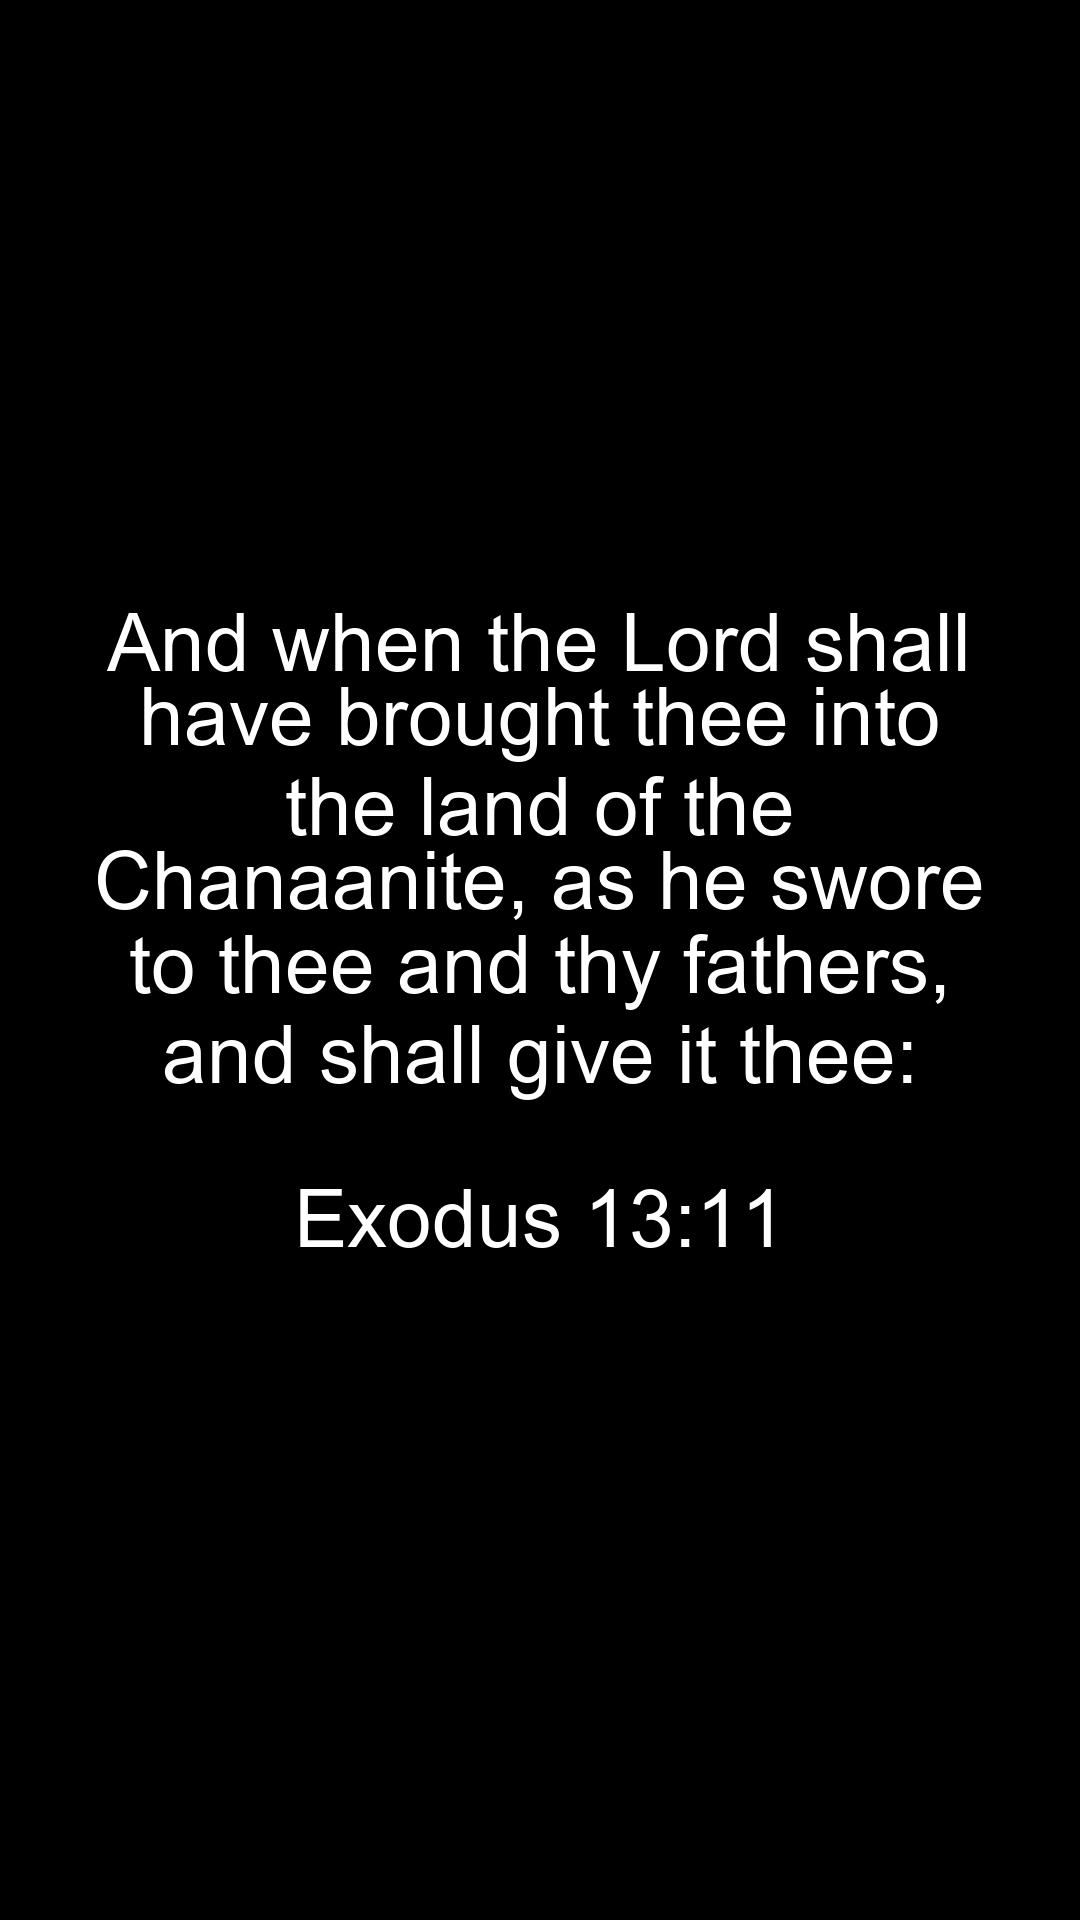 And when the Lord shall
have brought thee into
the land of the
Chanaanite, as he swore
to thee and thy fathers,
and shall give it thee:
Exodus 13:11